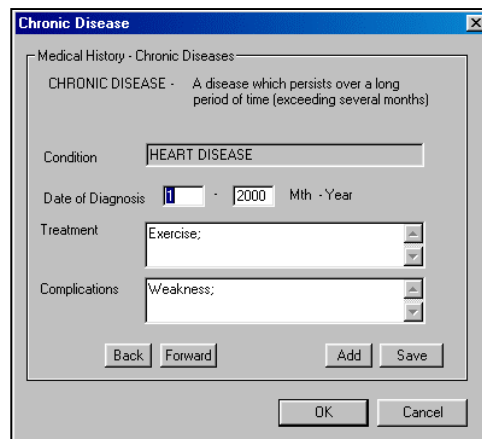 Chronic Disease
Medical History - Chronic Diseases
CHRONIC DISEASE - A disease which persists over a long
period of time (exceeding several months)
Condition HEART DISEASE
Date of Diagnosis 1 - 2000 Mth - Year
Treatment Exercise;
Complications Weakness;
Back Forward Add Save
OK Cancel